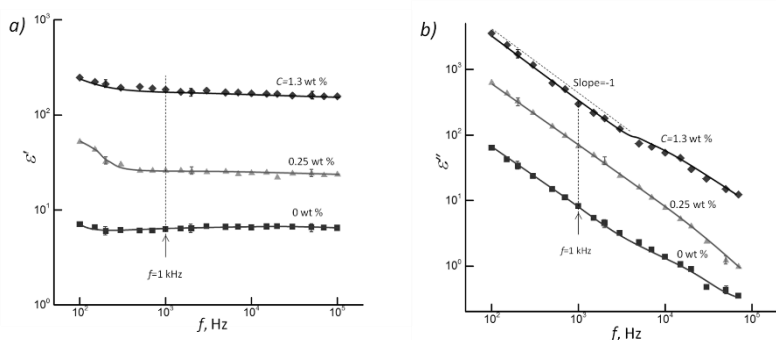 a)
10³
10²
10¹
10⁰
ε′
C=1.3 wt %
0.25 wt %
0 wt %
f=1 kHz
10² 10³ 10⁴ 10⁵
f, Hz
b)
10⁴
10³
10²
10¹
10⁰
ε″
Slope=-1
C=1.3 wt %
0.25 wt %
0 wt %
f=1 kHz
10² 10³ 10⁴ 10⁵
f, Hz